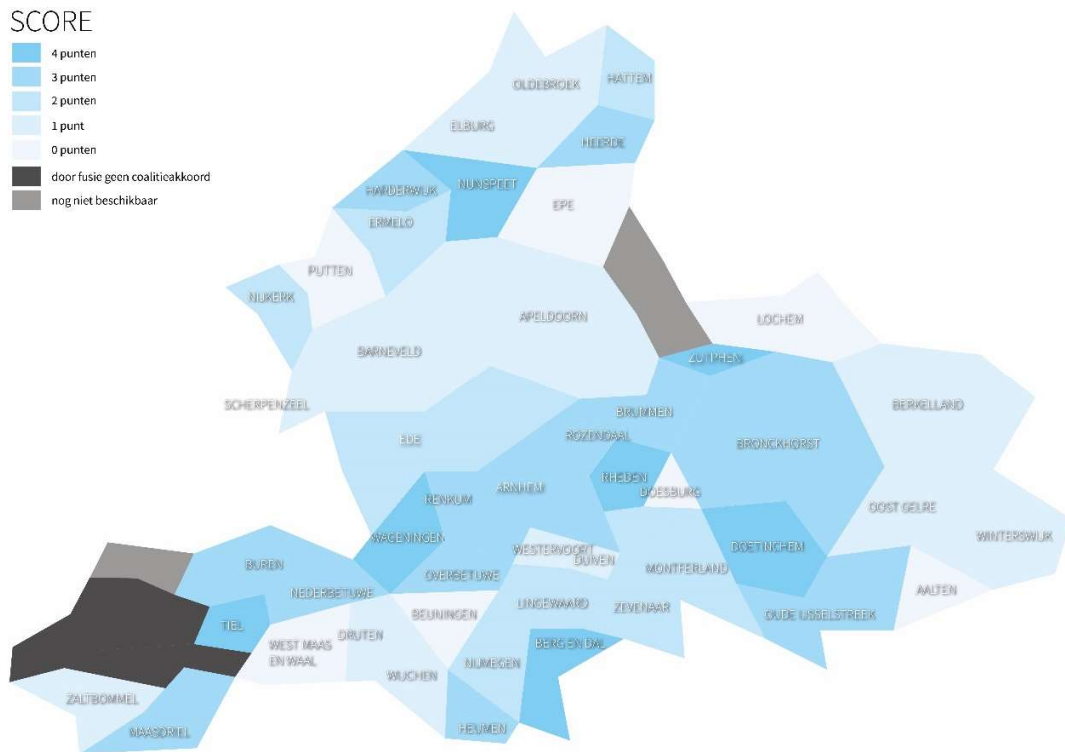 SCORE
4 punten
3 punten
2 punten
1 punt
0 punten
door fusie geen coalitieakkoord
nog niet beschikbaar
OLDEBROEK
HATTEM
ELBURG
HEERDE
HARDERWIJK
NUNSPEET
ERMELO
EPE
PUTTEN
NIJKERK
APELDOORN
LOCHEM
BARNEVELD
ZUTPHEN
SCHERPENZEEL
BERKELLAND
BRUMMEN
EDE
ROZENDAAL
BRONCKHORST
RHEDEN
ARNHEM
DOESBURG
RENKUM
OOST GELRE
WAGENINGEN
WINTERSWIJK
DOETINCHEM
WESTERVOORT
DUIVEN
BUREN
MONTFERLAND
OVERBETUWE
NEDERBETUWE
AALTEN
LINGEWAARD
ZEVENAAR
BEUNINGEN
OUDE IJSSELSTREEK
TIEL
DRUTEN
WEST MAAS
EN WAAL
BERG EN DAL
NIJMEGEN
WIJCHEN
ZALTBOMMEL
MAASDRIEL
HEUMEN